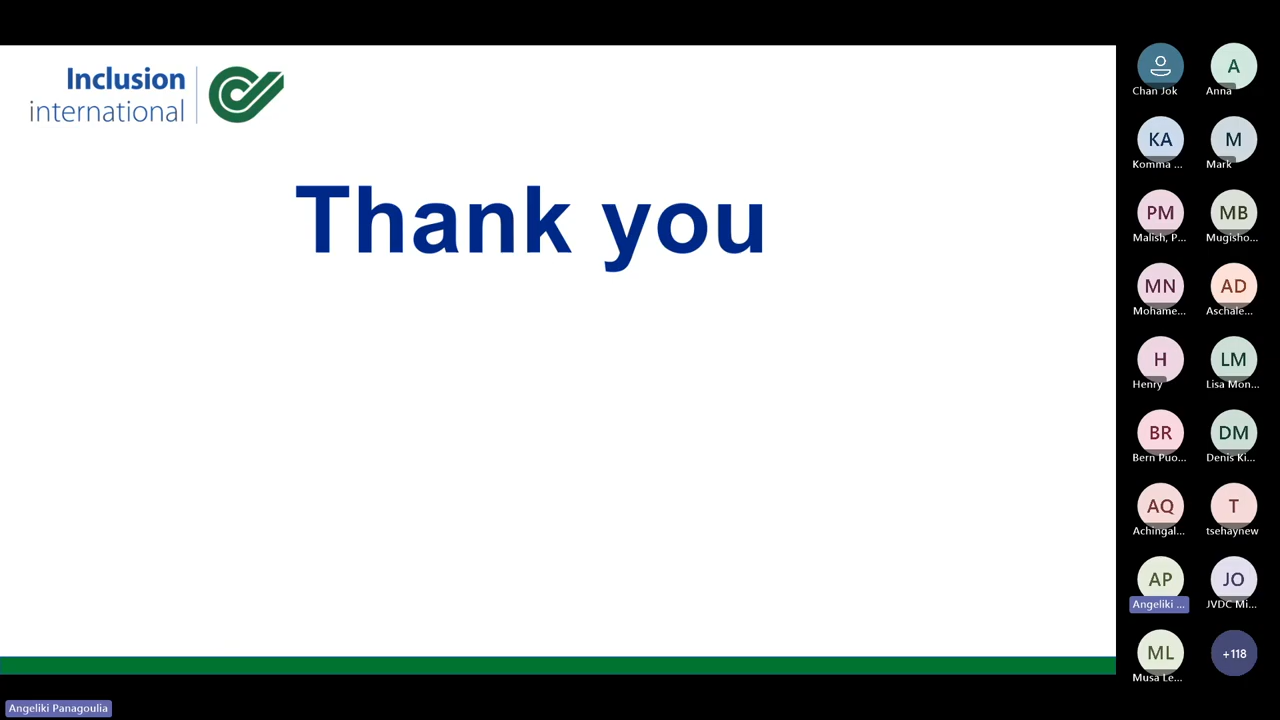 Inclusion
international
Thank you
Chan Jok
A
Anna
KA
Komma ...
M
Mark
PM
Malish, P...
MB
Mugisho...
MN
Mohame...
AD
Aschale...
H
Henry
LM
Lisa Mon...
BR
Bern Puo...
DM
Denis Ki...
AQ
Achingal...
T
tsehaynew
AP
Angeliki ...
JO
JVDC Mi...
ML
Musa Le...
+118
Angeliki Panagoulia